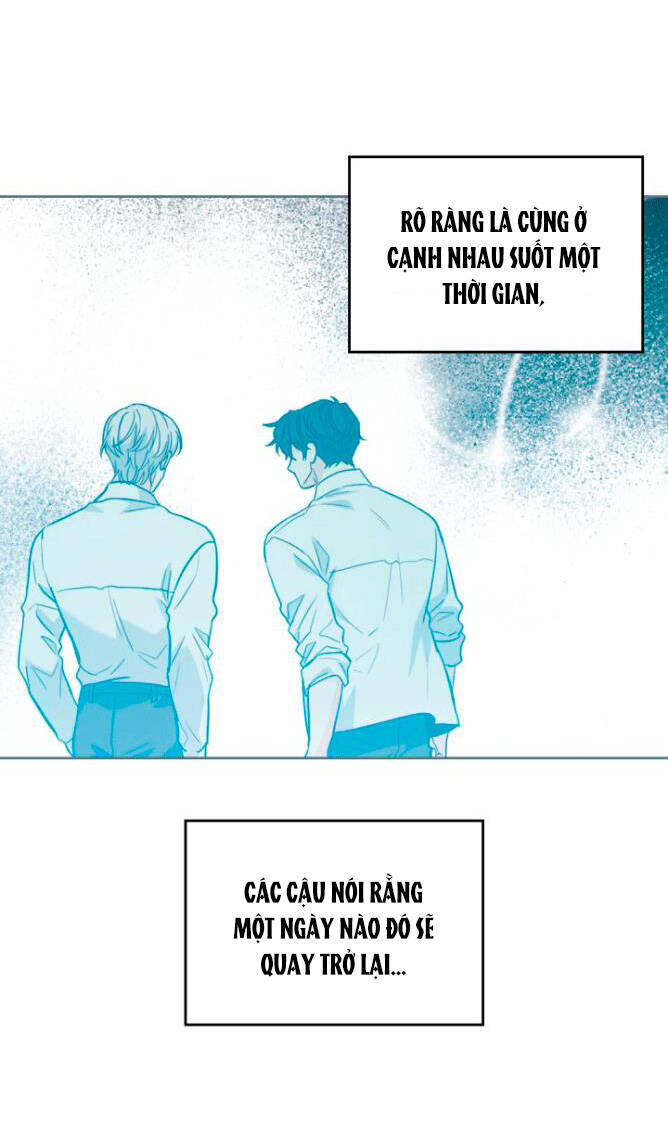 RÕ RÀNG LÀ CÙNG Ở
CẠNH NHAU SUỐT MỘT
THỜI GIAN,
CÁC CẬU NÓI RẰNG
MỘT NGÀY NÀO ĐÓ SẼ
QUAY TRỞ LẠI...